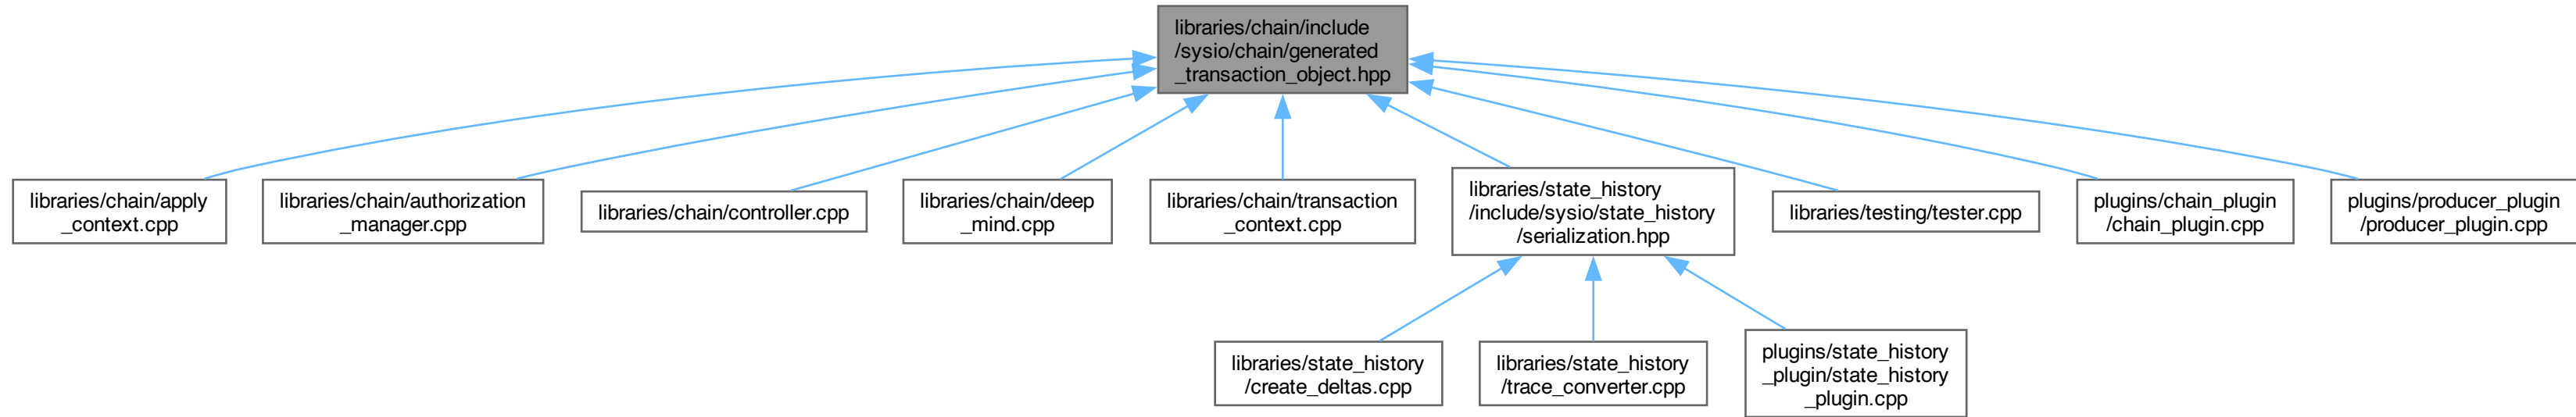 libraries/chain/include
/sysio/chain/generated
_transaction_object.hpp
libraries/chain/apply
_context.cpp
libraries/chain/authorization
_manager.cpp
libraries/chain/controller.cpp
libraries/chain/deep
_mind.cpp
libraries/chain/transaction
_context.cpp
libraries/state_history
/include/sysio/state_history
/serialization.hpp
libraries/testing/tester.cpp
plugins/chain_plugin
/chain_plugin.cpp
plugins/producer_plugin
/producer_plugin.cpp
libraries/state_history
/create_deltas.cpp
libraries/state_history
/trace_converter.cpp
plugins/state_history
_plugin/state_history
_plugin.cpp